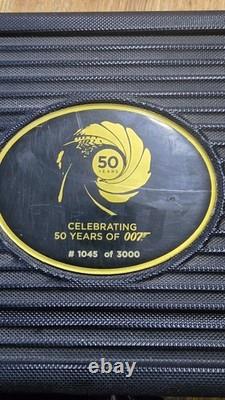 50
YEARS
CELEBRATING
50 YEARS OF 007
# 1045 of 3000
ebay